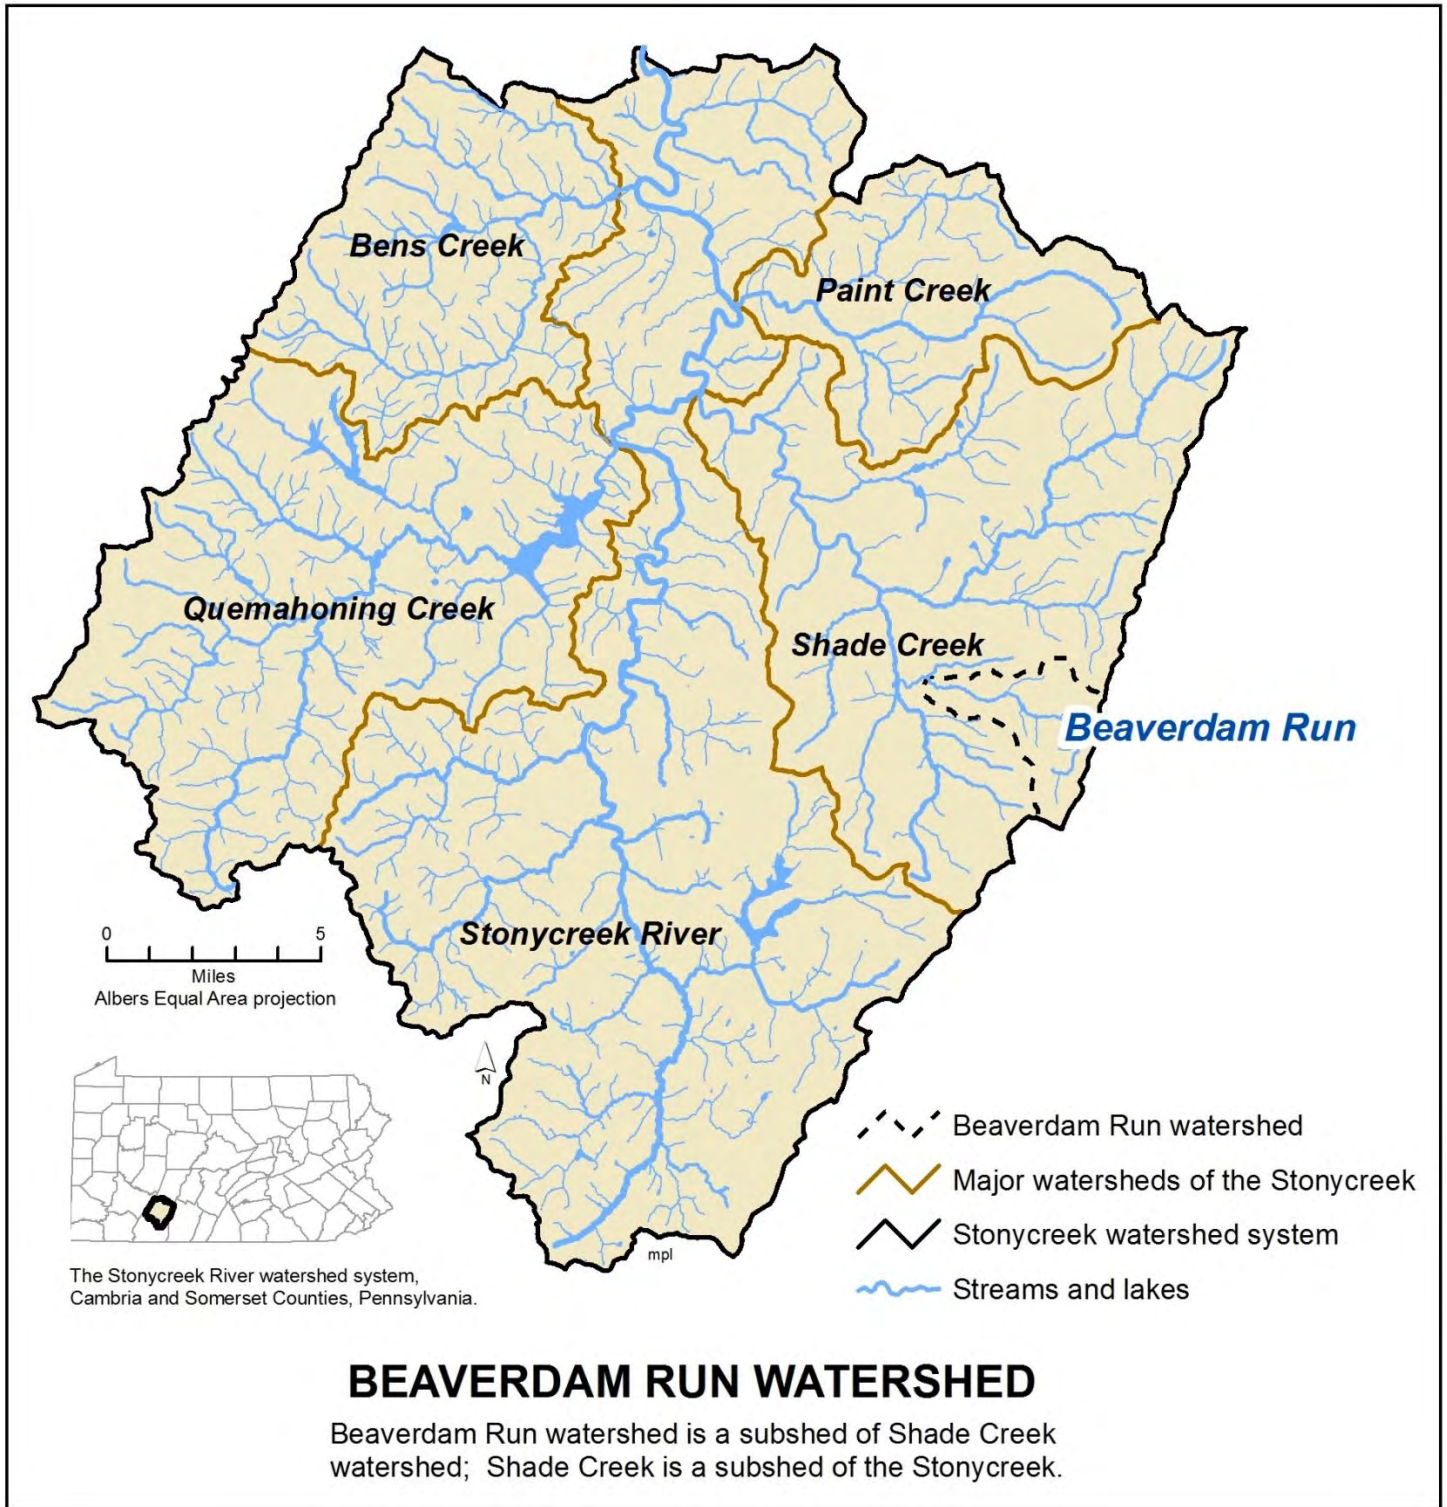 Bens Creek
Paint Creek
Quemahoning Creek
Shade Creek
Beaverdam Run
Stonycreek River
0 5
Miles
Albers Equal Area projection
N
mpl
The Stonycreek River watershed system,
Cambria and Somerset Counties, Pennsylvania.
Beaverdam Run watershed
Major watersheds of the Stonycreek
Stonycreek watershed system
Streams and lakes
BEAVERDAM RUN WATERSHED
Beaverdam Run watershed is a subshed of Shade Creek
watershed; Shade Creek is a subshed of the Stonycreek.